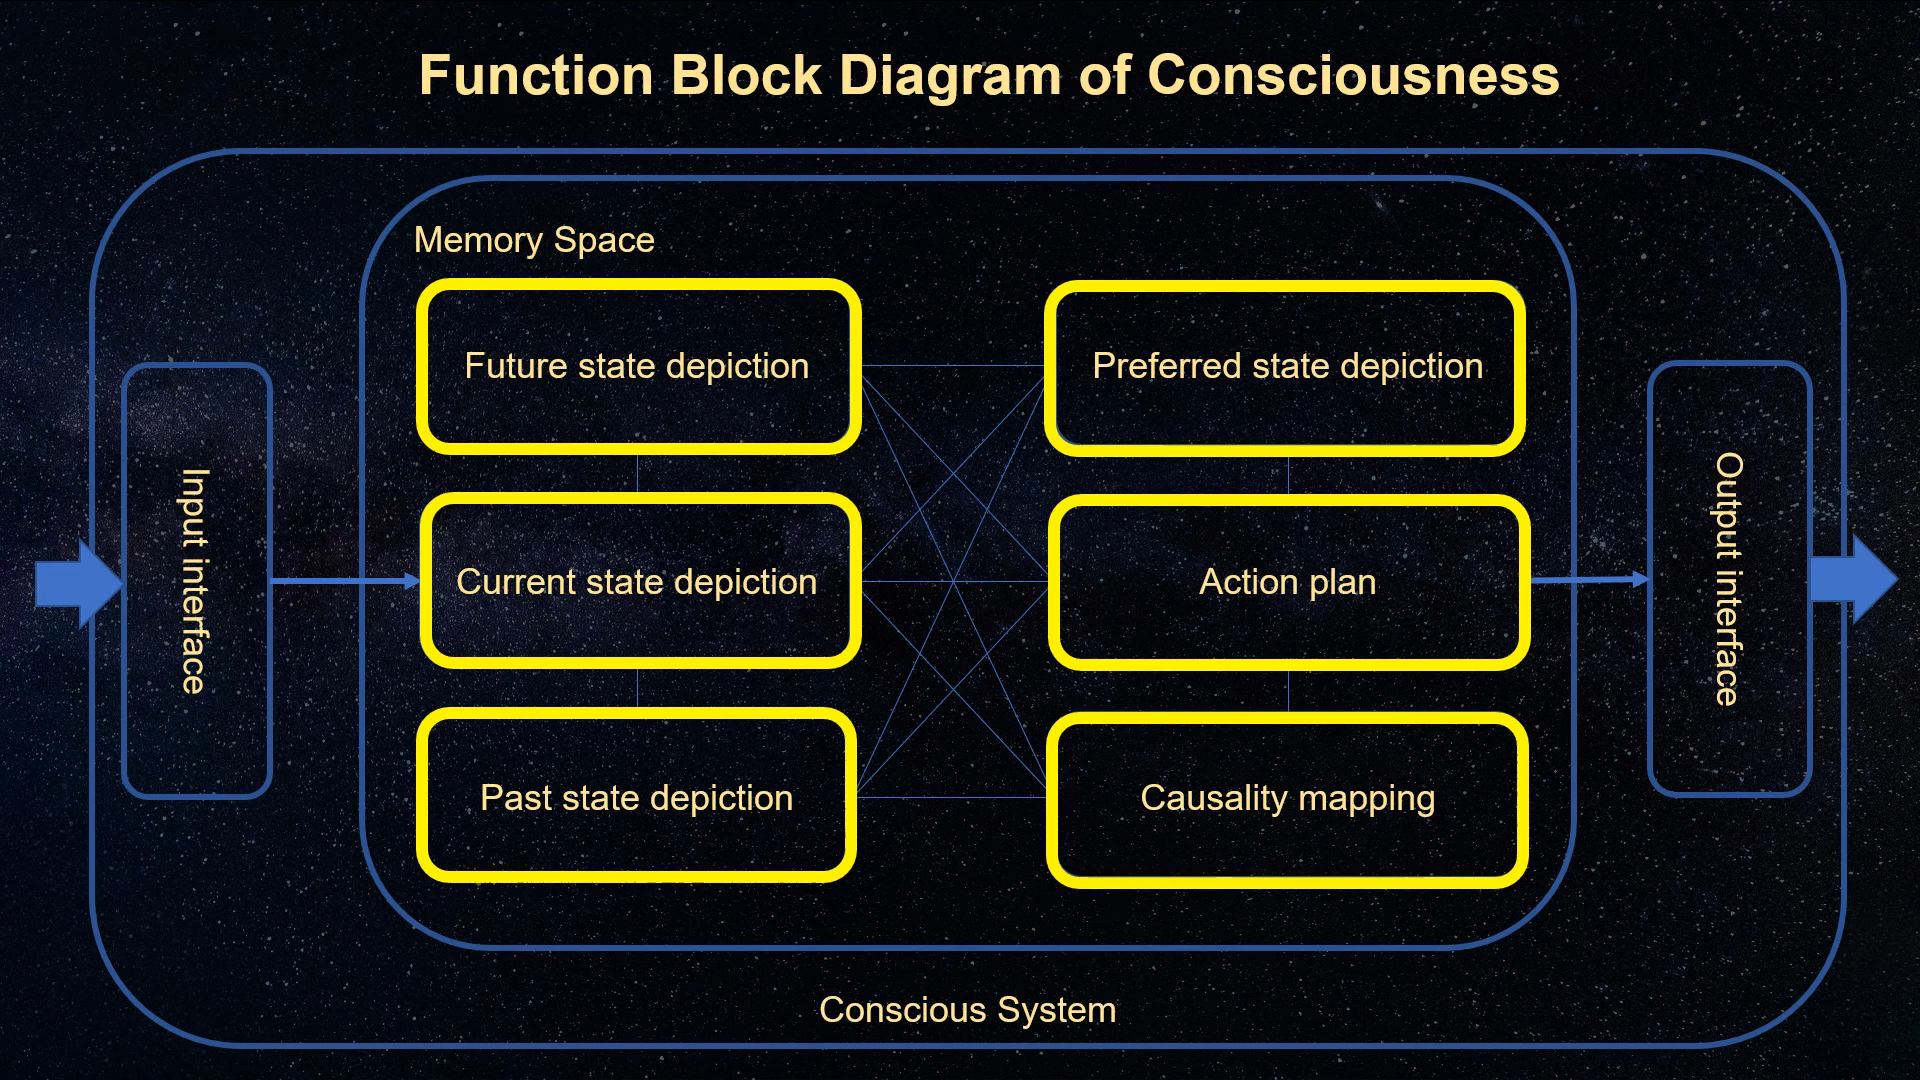 Function Block Diagram of Consciousness
Memory Space
Future state depiction
Preferred state depiction
Input interface
Current state depiction
Action plan
Output interface
Past state depiction
Causality mapping
Conscious System